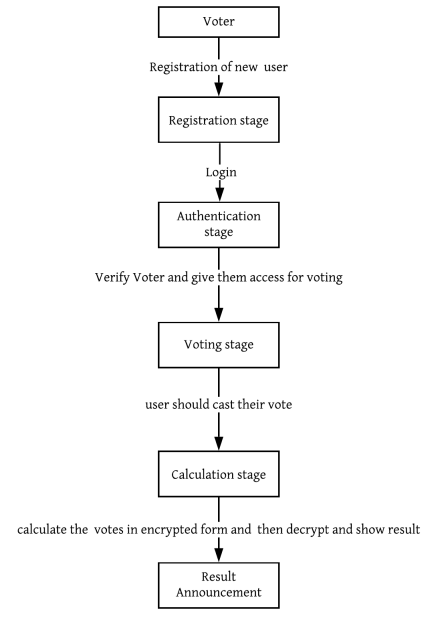 Voter
Registration of new user
Registration stage
Login
Authentication
stage
Verify Voter and give them access for voting
Voting stage
user should cast their vote
Calculation stage
calculate the votes in encrypted form and then decrypt and show result
Result
Announcement